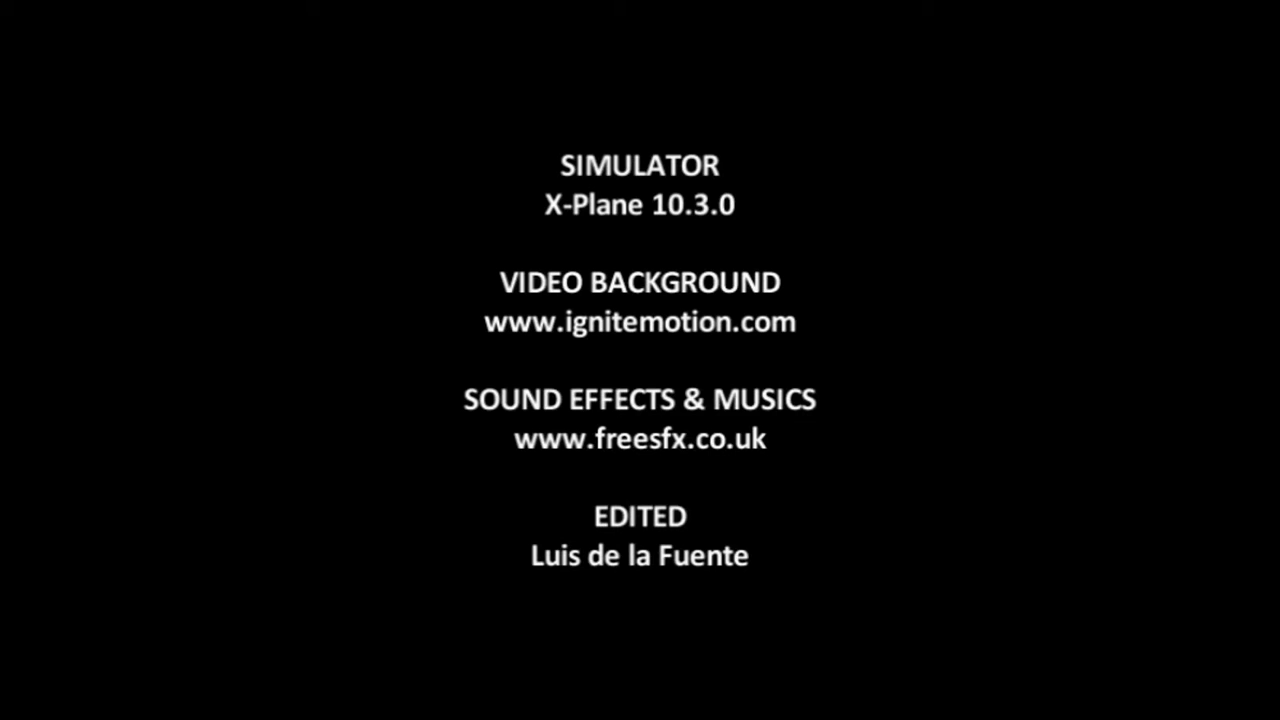 SIMULATOR
X-Plane 10.3.0
VIDEO BACKGROUND
www.ignitemotion.com
SOUND EFFECTS & MUSICS
www.freesfx.co.uk
EDITED
Luis de la Fuente